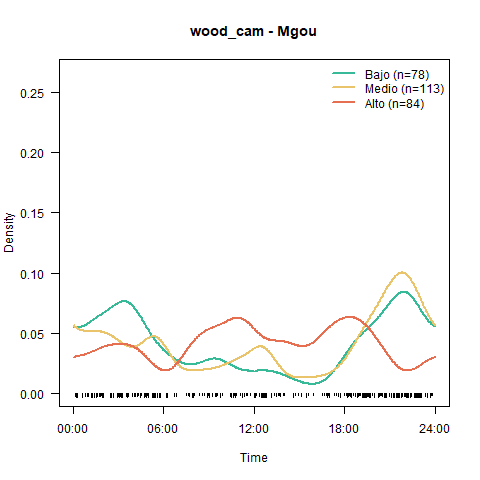 wood_cam - Mgou
Bajo (n=78)
Medio (n=113)
Alto (n=84)
Density
0.25
0.20
0.15
0.10
0.05
0.00
00:00 06:00 12:00 18:00 24:00
Time